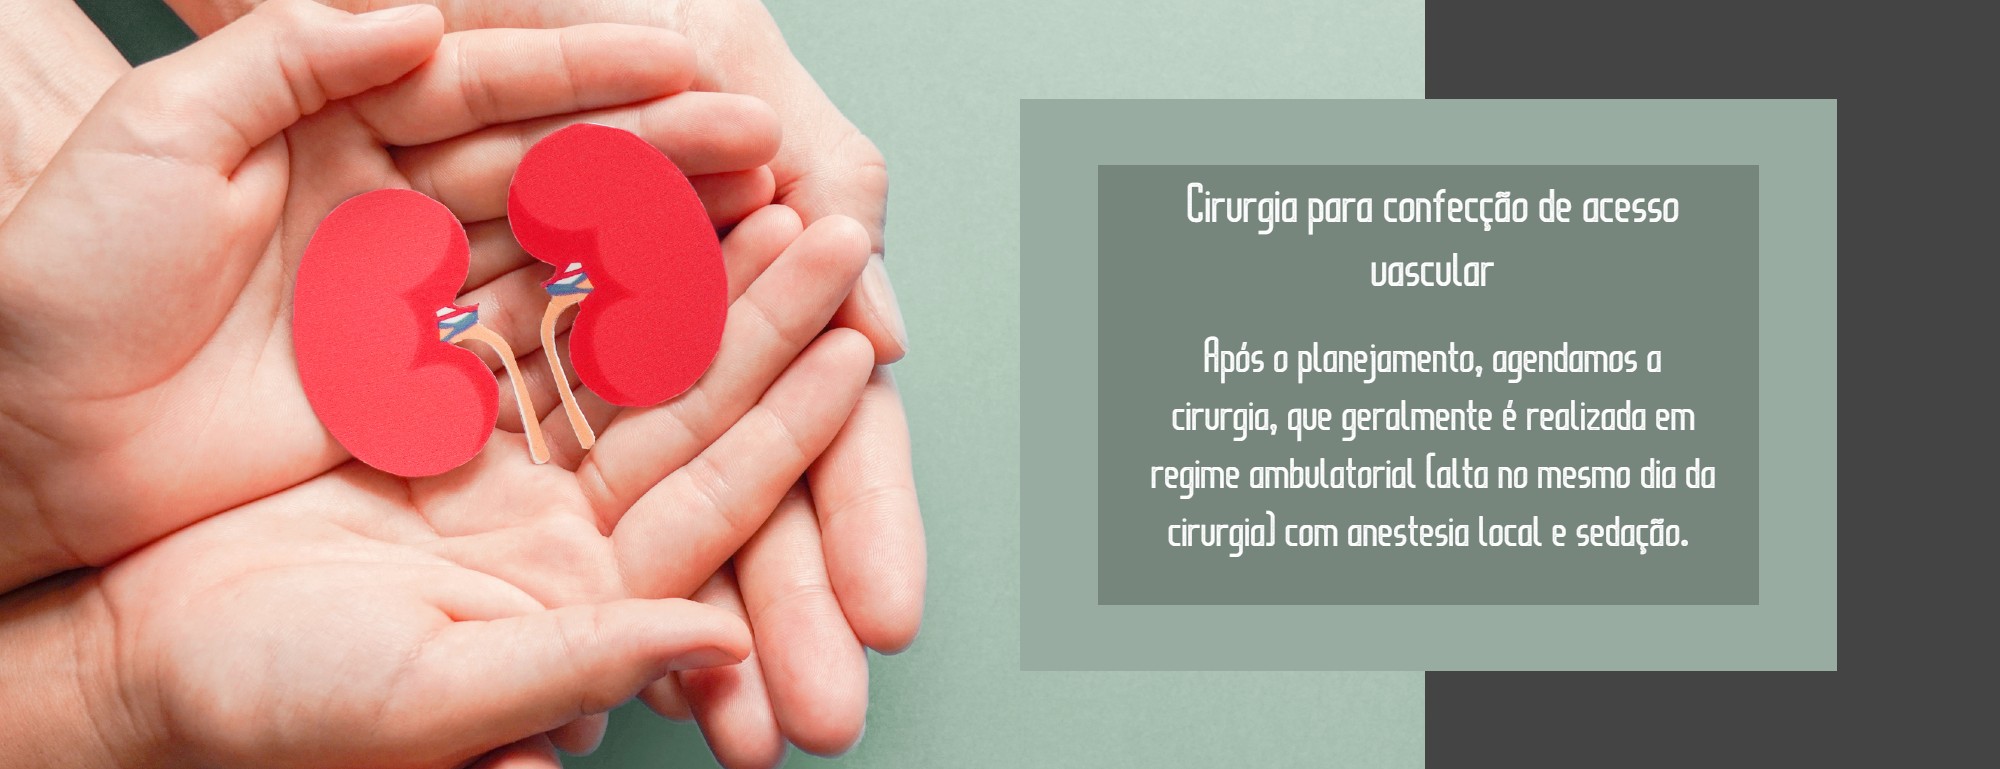 Cirurgia para confecção de acesso
vascular
Após o planejamento, agendamos a
cirurgia, que geralmente é realizada em
regime ambulatorial (alta no mesmo dia da
cirurgia) com anestesia local e sedação.